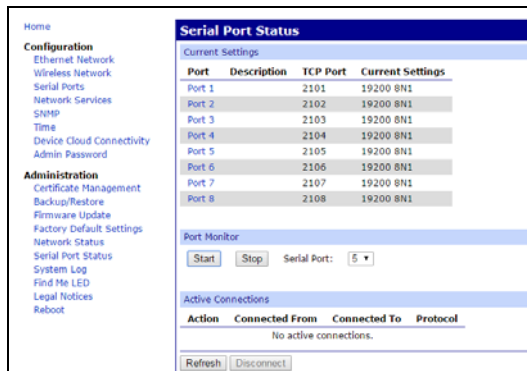 Home
Configuration
Ethernet Network
Wireless Network
Serial Ports
Network Services
SNMP
Time
Device Cloud Connectivity
Admin Password
Administration
Certificate Management
Backup/Restore
Firmware Update
Factory Default Settings
Network Status
Serial Port Status
System Log
Find Me LED
Legal Notices
Reboot
Serial Port Status
Current Settings
Port Description TCP Port Current Settings
Port 1 2101 19200 8N1
Port 2 2102 19200 8N1
Port 3 2103 19200 8N1
Port 4 2104 19200 8N1
Port 5 2105 19200 8N1
Port 6 2106 19200 8N1
Port 7 2107 19200 8N1
Port 8 2108 19200 8N1
Port Monitor
Start Stop Serial Port: 5
Active Connections
Action Connected From Connected To Protocol
No active connections.
Refresh Disconnect